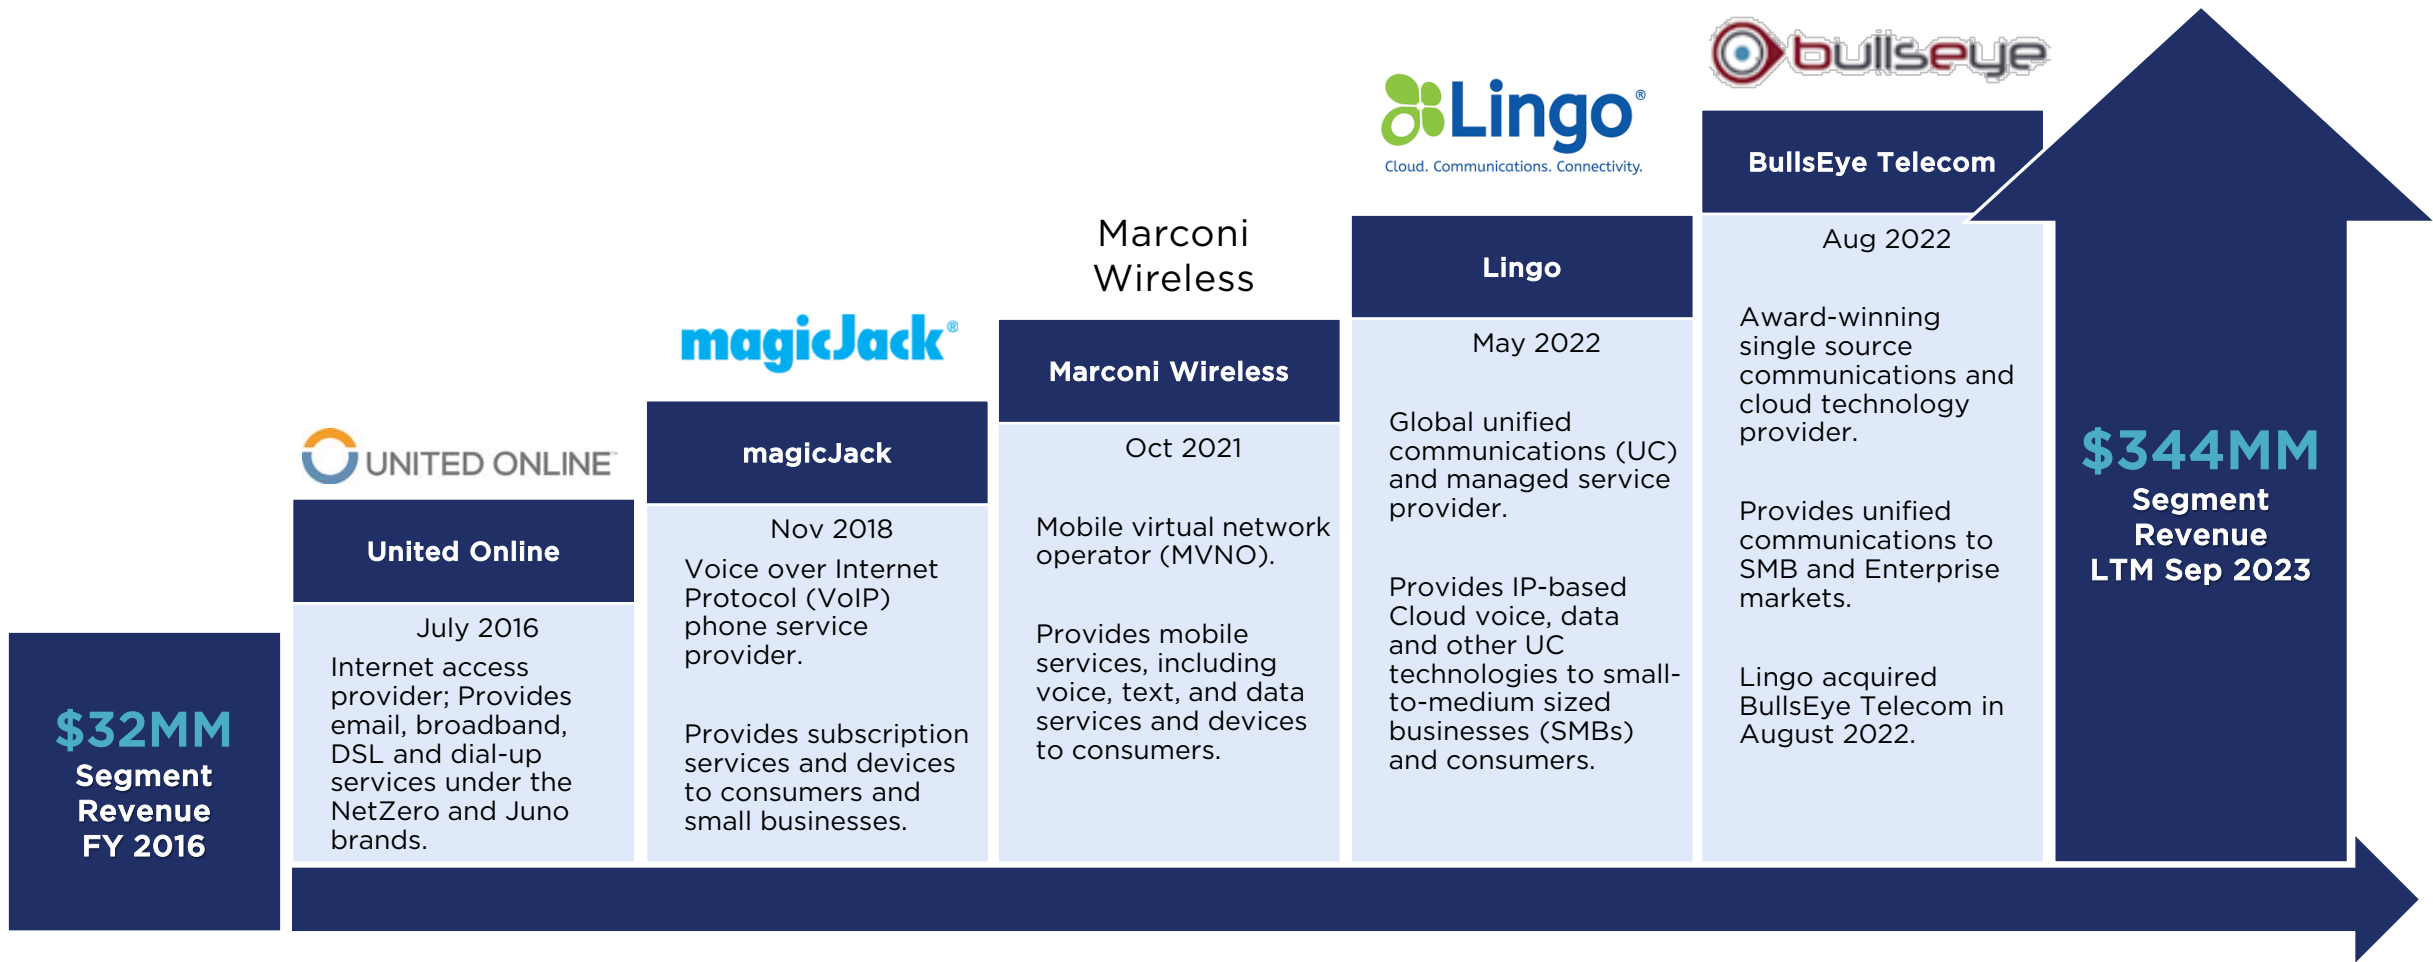 $32MM
Segment
Revenue
FY 2016
UNITED ONLINE
United Online
July 2016
Internet access
provider; Provides
email, broadband,
DSL and dial-up
services under the
NetZero and Juno
brands.
magicJack®
magicJack
Nov 2018
Voice over Internet
Protocol (VoIP)
phone service
provider.
Provides subscription
services and devices
to consumers and
small businesses.
Marconi
Wireless
Marconi Wireless
Oct 2021
Mobile virtual network
operator (MVNO).
Provides mobile
services, including
voice, text, and data
services and devices
to consumers.
Lingo®
Cloud. Communications. Connectivity.
Lingo
May 2022
Global unified
communications (UC)
and managed service
provider.
Provides IP-based
Cloud voice, data
and other UC
technologies to small-
to-medium sized
businesses (SMBs)
and consumers.
bullseye
BullsEye Telecom
Aug 2022
Award-winning
single source
communications and
cloud technology
provider.
Provides unified
communications to
SMB and Enterprise
markets.
Lingo acquired
BullsEye Telecom in
August 2022.
$344MM
Segment
Revenue
LTM Sep 2023